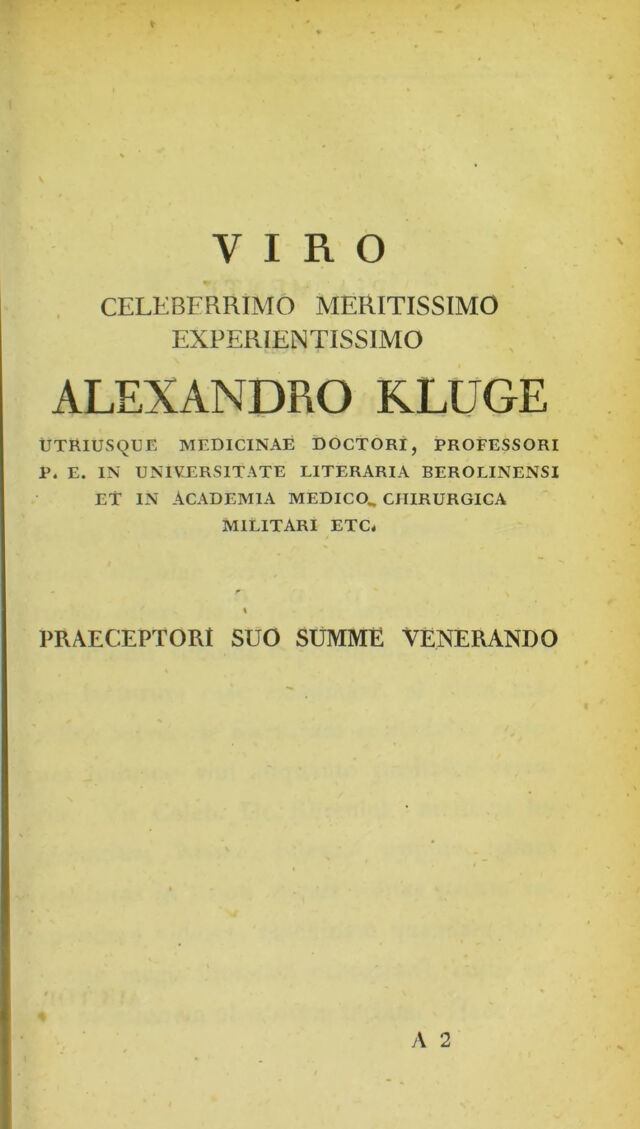 VIRO
CELEBERRIMO MERITISSIMO
EXPERIENTISSIMO
ALEXANDRO KLUGE
UTRIUSQUE MEDICINAE DOCTORI, PROFESSORI
P. E. IN UNIVERSITATE LITERARIA BEROLINENSI
ET IN ACADEMIA MEDICO-CHIRURGICA
MILITARI ETC.
PRAECEPTORI SUO SUMME VENERANDO
A 2